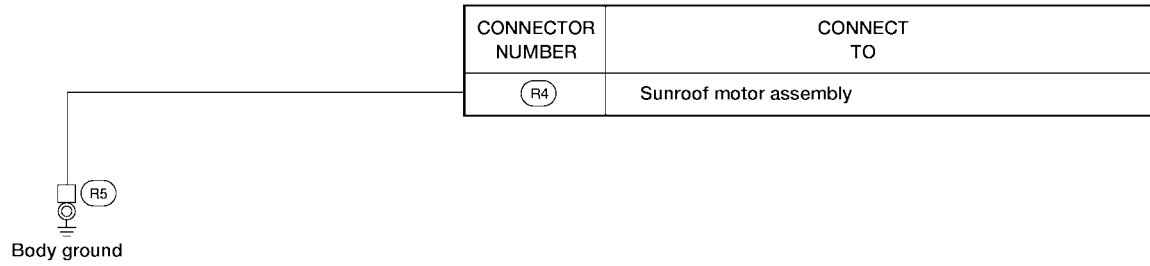 CONNECTOR
NUMBER
CONNECT
TO
R4
Sunroof motor assembly
R5
Body ground